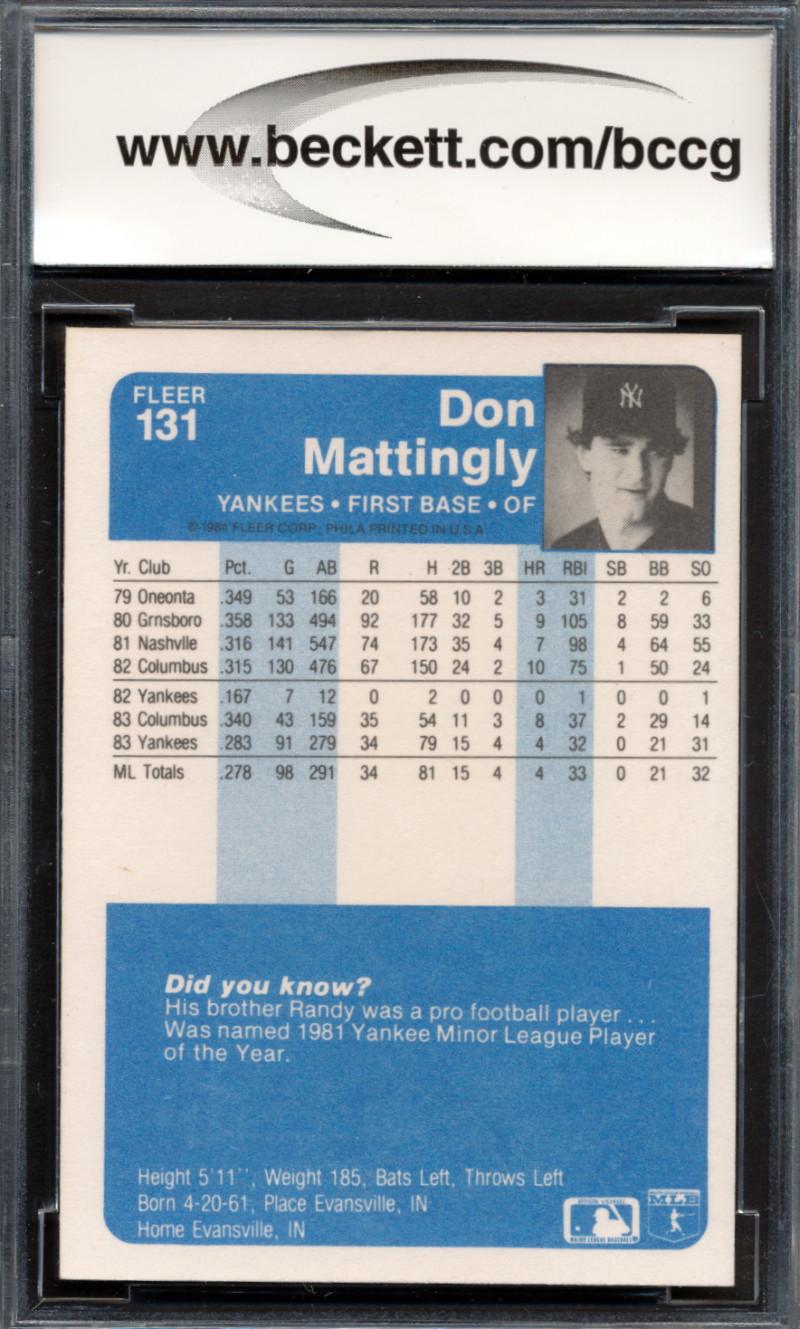 www.beckett.com/bccg
FLEER
131
Don
Mattingly
YANKEES • FIRST BASE • OF
© 1984 FLEER CORP., PHILA PRINTED IN U S A
NY
Yr. Club Pct. G AB R H 2B 3B HR RBI SB BB SO
79 Oneonta .349 53 166 20 58 10 2 3 31 2 2 6
80 Grnsboro .358 133 494 92 177 32 5 9 105 8 59 33
81 Nashvlle .316 141 547 74 173 35 4 7 98 4 64 55
82 Columbus .315 130 476 67 150 24 2 10 75 1 50 24
82 Yankees .167 7 12 0 2 0 0 0 1 0 0 1
83 Columbus .340 43 159 35 54 11 3 8 37 2 29 14
83 Yankees .283 91 279 34 79 15 4 4 32 0 21 31
ML Totals .278 98 291 34 81 15 4 4 33 0 21 32
Did you know?
His brother Randy was a pro football player . . .
Was named 1981 Yankee Minor League Player
of the Year.
Height 5'11'', Weight 185, Bats Left, Throws Left
Born 4-20-61, Place Evansville, IN
Home Evansville, IN
MAJOR LEAGUE BASEBALL
MLB